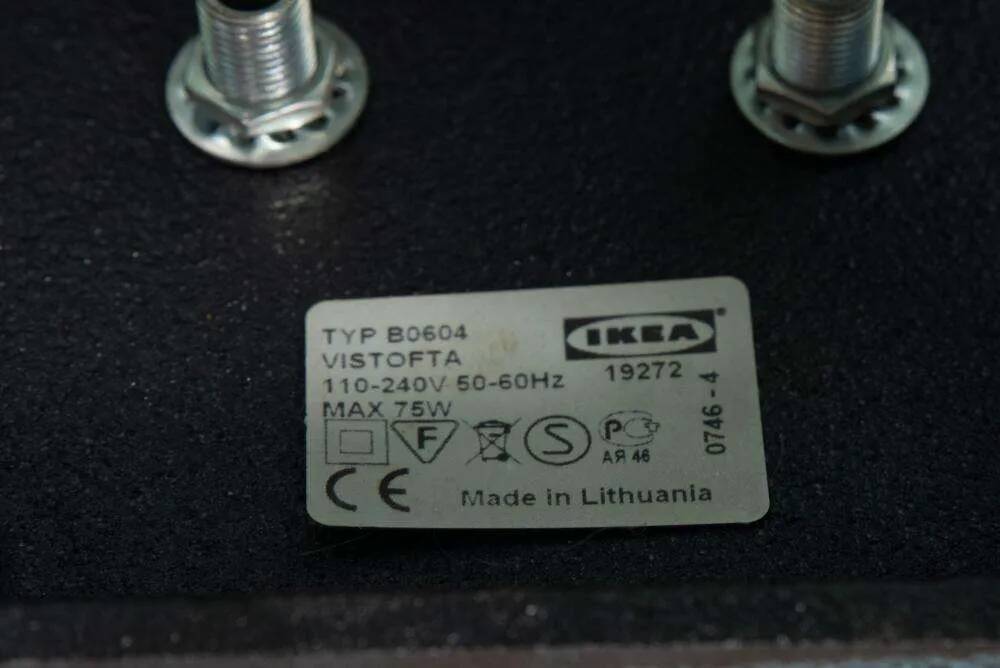 TYP B0604
VISTOFTA
110-240V 50-60Hz
MAX 75W
IKEA®
19272
0746-4
F
S
РСТ
АЯ 46
CE
Made in Lithuania